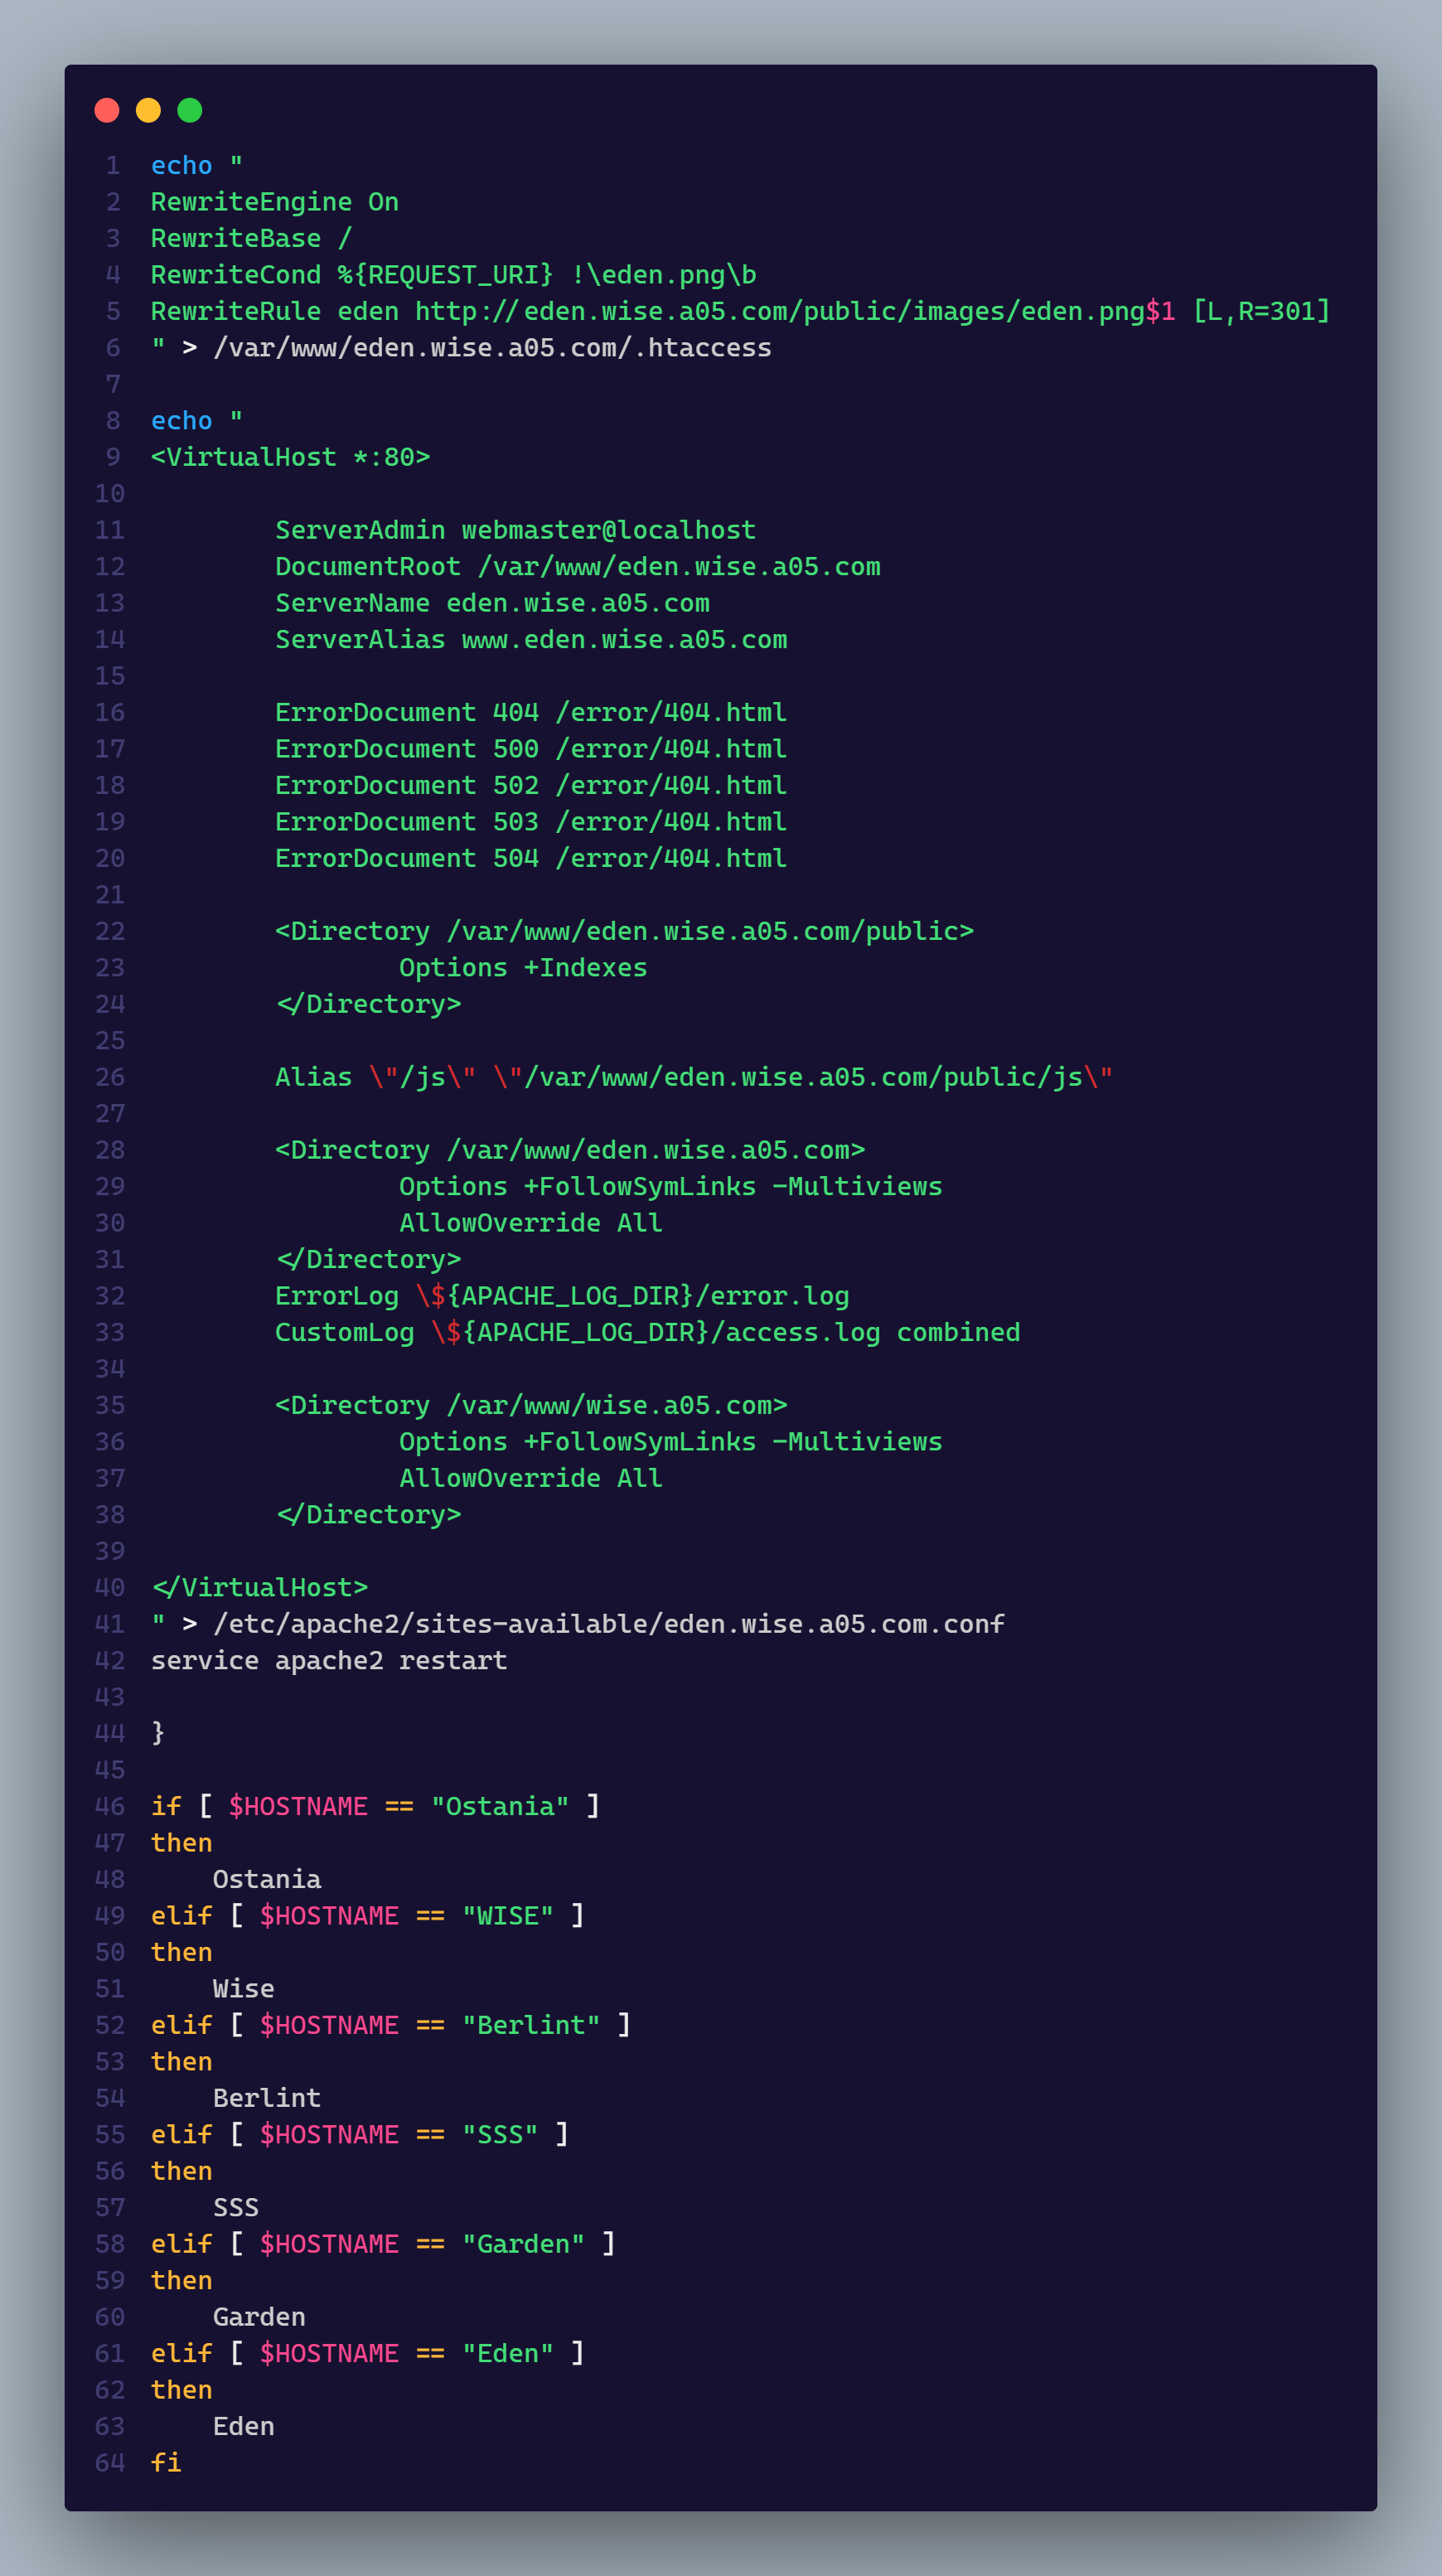 1 echo "
2 RewriteEngine On
3 RewriteBase /
4 RewriteCond %{REQUEST_URI} !\eden.png\b
5 RewriteRule eden http://eden.wise.a05.com/public/images/eden.png$1 [L,R=301]
6 " > /var/www/eden.wise.a05.com/.htaccess
7
8 echo "
9 <VirtualHost *:80>
10
11         ServerAdmin webmaster@localhost
12         DocumentRoot /var/www/eden.wise.a05.com
13         ServerName eden.wise.a05.com
14         ServerAlias www.eden.wise.a05.com
15
16         ErrorDocument 404 /error/404.html
17         ErrorDocument 500 /error/404.html
18         ErrorDocument 502 /error/404.html
19         ErrorDocument 503 /error/404.html
20         ErrorDocument 504 /error/404.html
21
22         <Directory /var/www/eden.wise.a05.com/public>
23                 Options +Indexes
24         </Directory>
25
26         Alias \"/js\" \"/var/www/eden.wise.a05.com/public/js\"
27
28         <Directory /var/www/eden.wise.a05.com>
29                 Options +FollowSymLinks -Multiviews
30                 AllowOverride All
31         </Directory>
32         ErrorLog \${APACHE_LOG_DIR}/error.log
33         CustomLog \${APACHE_LOG_DIR}/access.log combined
34
35         <Directory /var/www/wise.a05.com>
36                 Options +FollowSymLinks -Multiviews
37                 AllowOverride All
38         </Directory>
39
40 </VirtualHost>
41 " > /etc/apache2/sites-available/eden.wise.a05.com.conf
42 service apache2 restart
43
44 }
45
46 if [ $HOSTNAME == "Ostania" ]
47 then
48     Ostania
49 elif [ $HOSTNAME == "WISE" ]
50 then
51     Wise
52 elif [ $HOSTNAME == "Berlint" ]
53 then
54     Berlint
55 elif [ $HOSTNAME == "SSS" ]
56 then
57     SSS
58 elif [ $HOSTNAME == "Garden" ]
59 then
60     Garden
61 elif [ $HOSTNAME == "Eden" ]
62 then
63     Eden
64 fi